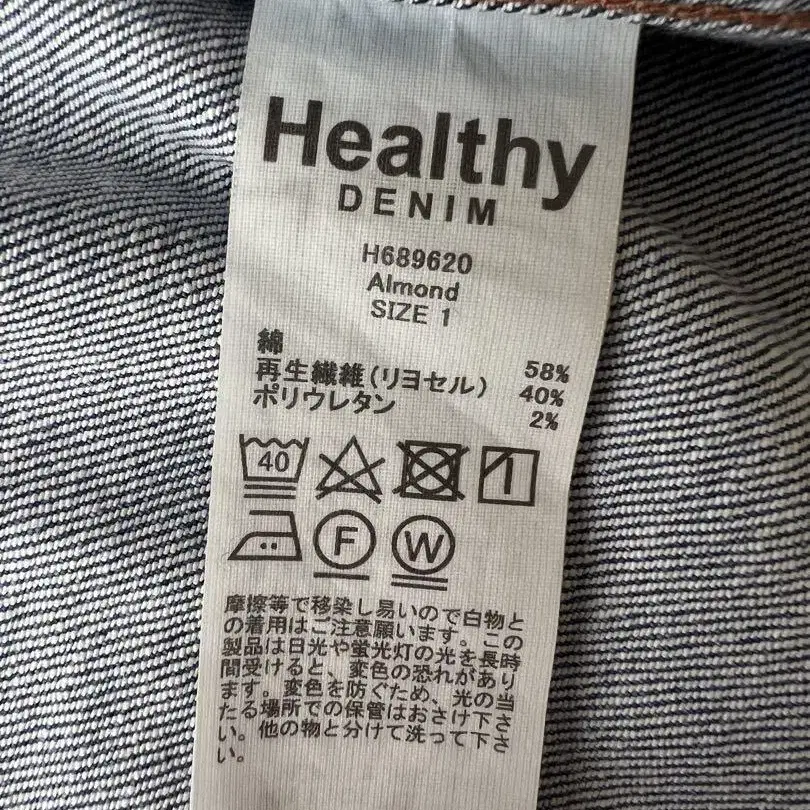 Healthy
DENIM
H689620
Almond
SIZE 1
綿 58%
再生繊維(リヨセル) 40%
ポリウレタン 2%
40
F W
摩擦等で移染し易いので白物と
の着用はご注意願います。この
製品は日光や蛍光灯の光を長時
間受けると、変色の恐れがあり
ます。変色を防ぐため、光の当
たる場所での保管はおさけ下さ
い。他の物と分けて洗って下さ
い。